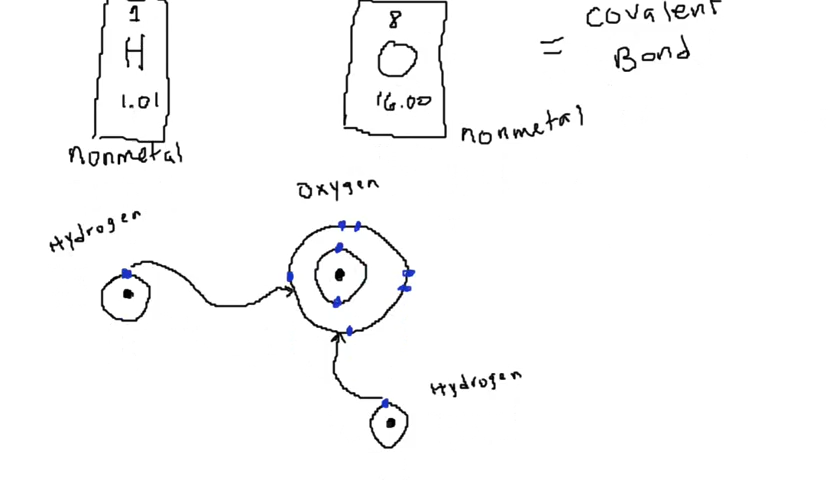 1
H
1.01
nonmetal
8
O
16.00
nonmetal
= Covalent
Bond
Oxygen
Hydrogen
Hydrogen